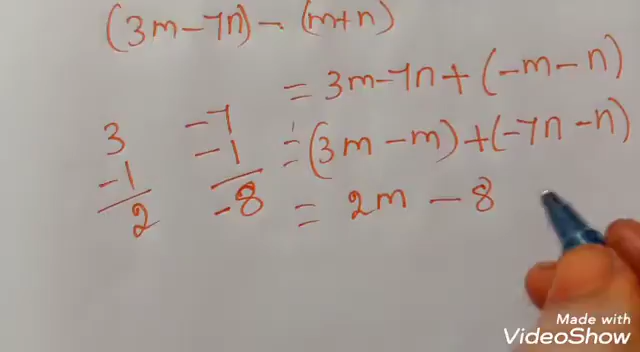 (3m-7n)-(m+n)
= 3m-7n+(-m-n)
3 -7
-1 -1 =(3m-m)+(-7n-n)
2 -8 = 2m-8
Made with
VideoShow